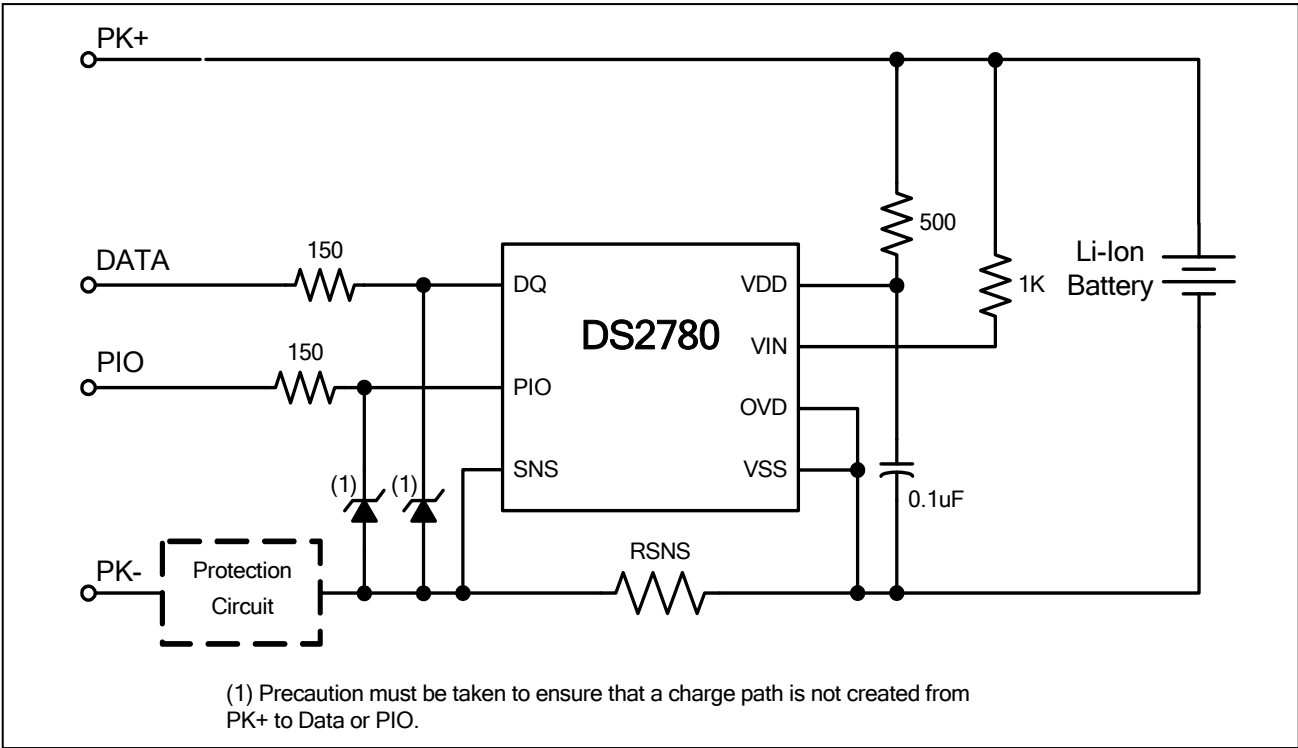 PK+
500
150
DATA
DQ
VDD
Li-Ion
Battery
1K
DS2780
VIN
150
PIO
PIO
OVD
SNS
VSS
(1)
(1)
0.1uF
RSNS
PK-
Protection
Circuit
(1) Precaution must be taken to ensure that a charge path is not created from
PK+ to Data or PIO.